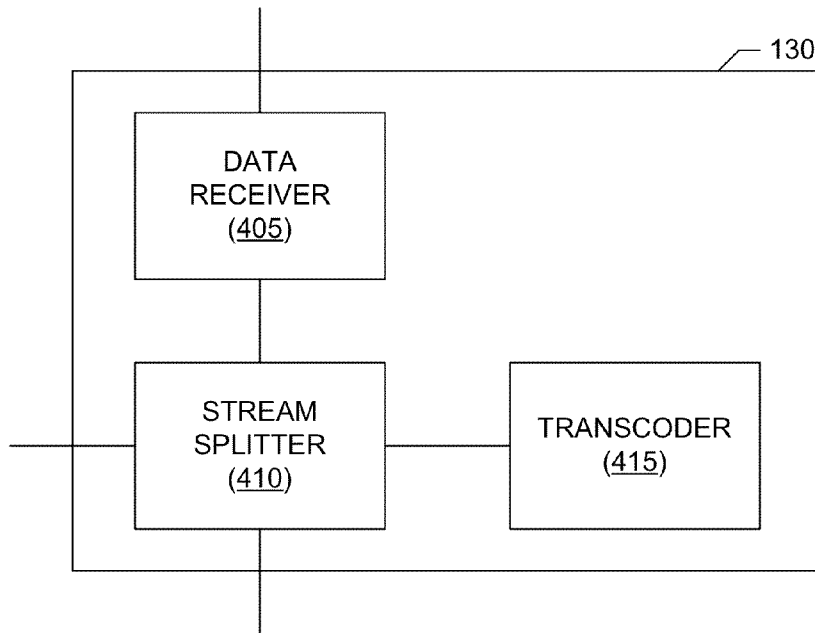 130
DATA
RECEIVER
(405)
STREAM
SPLITTER
(410)
TRANSCODER
(415)